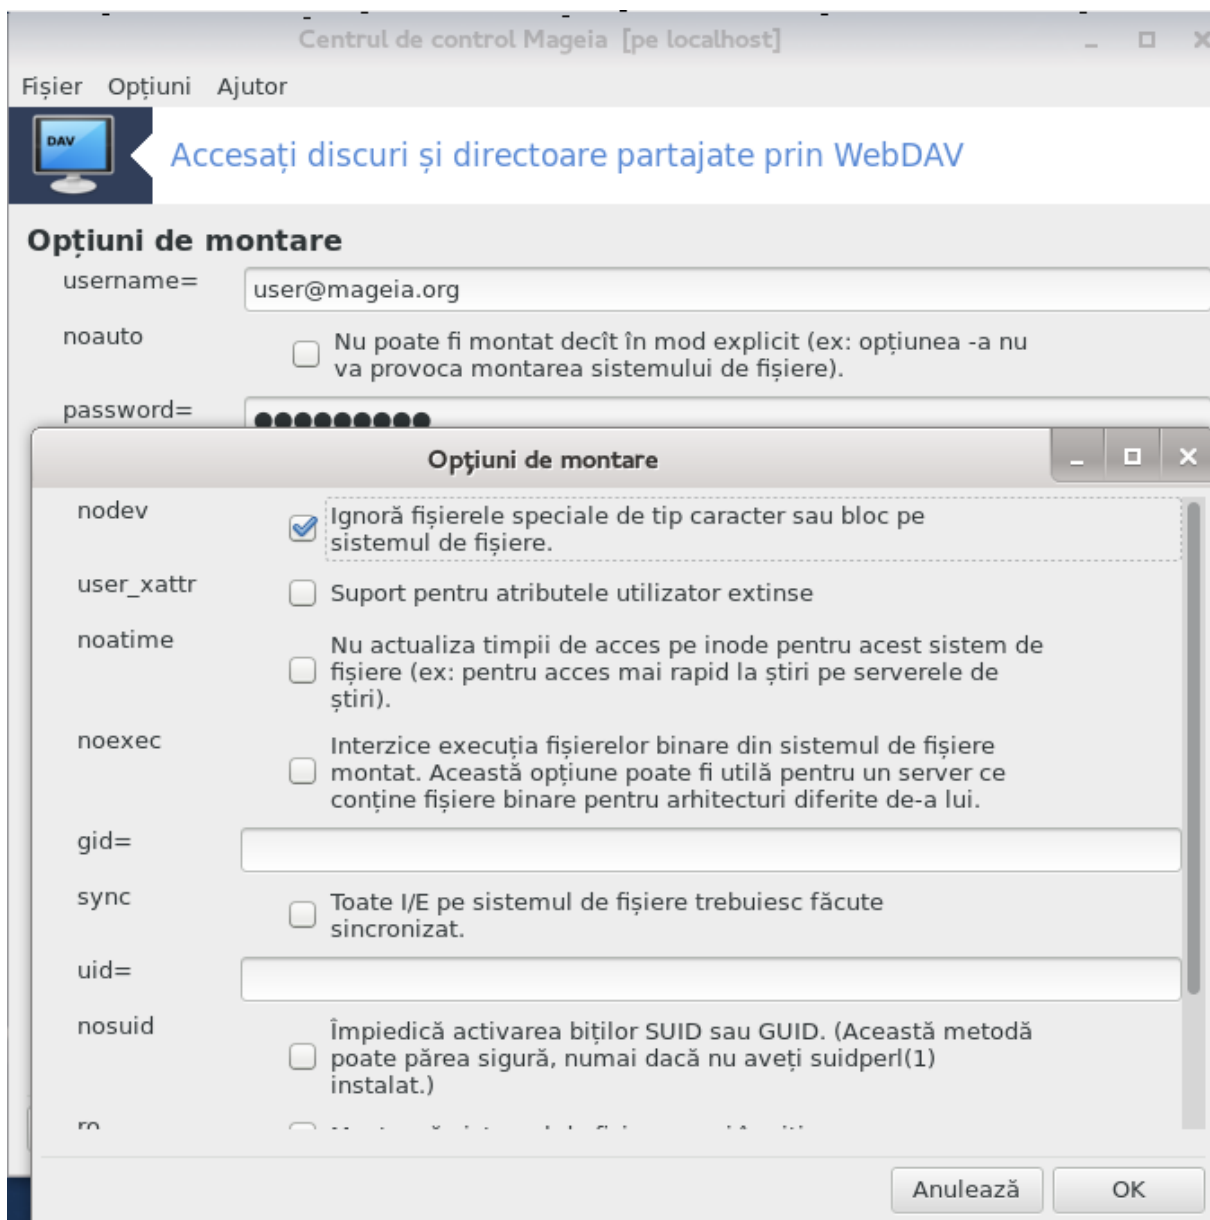 Centrul de control Mageia [pe localhost]
Fișier Opțiuni Ajutor
DAV
Accesați discuri și directoare partajate prin WebDAV
Opțiuni de montare
username=
user@mageia.org
noauto
Nu poate fi montat decît în mod explicit (ex: opțiunea -a nu
va provoca montarea sistemului de fișiere).
password=
●●●●●●●●●
Opțiuni de montare
nodev
Ignoră fișierele speciale de tip caracter sau bloc pe
sistemul de fișiere.
user_xattr
Suport pentru atributele utilizator extinse
noatime
Nu actualiza timpii de acces pe inode pentru acest sistem de
fișiere (ex: pentru acces mai rapid la știri pe serverele de
știri).
noexec
Interzice execuția fișierelor binare din sistemul de fișiere
montat. Această opțiune poate fi utilă pentru un server ce
conține fișiere binare pentru arhitecturi diferite de-a lui.
gid=
sync
Toate I/E pe sistemul de fișiere trebuiesc făcute
sincronizat.
uid=
nosuid
Împiedică activarea biților SUID sau GUID. (Această metodă
poate părea sigură, numai dacă nu aveți suidperl(1)
instalat.)
ro
Anulează
OK